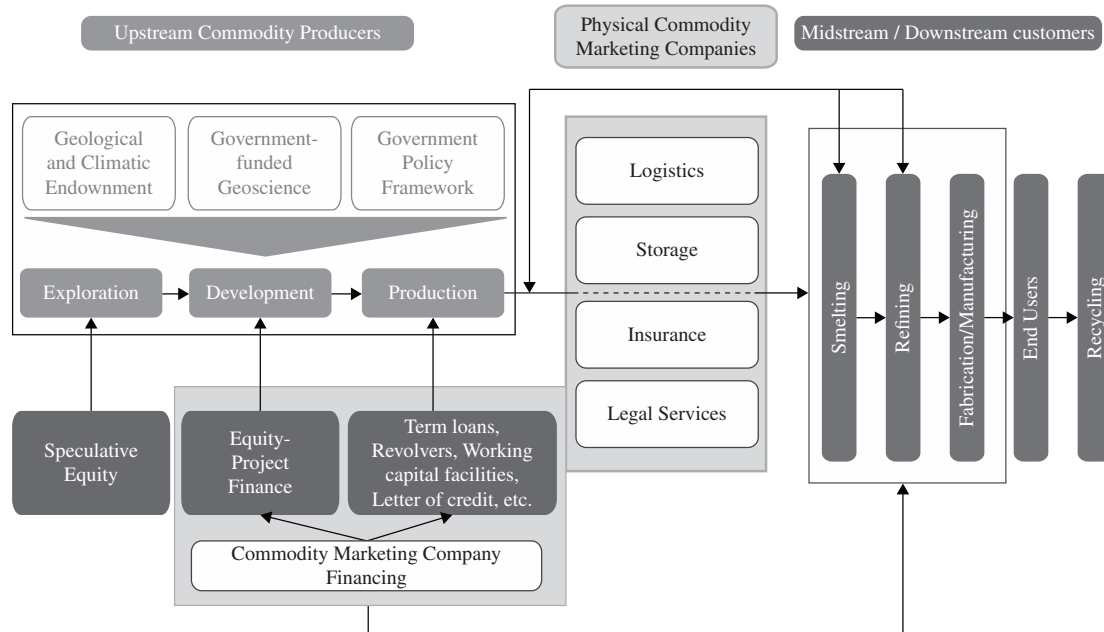 Upstream Commodity Producers
Physical Commodity
Marketing Companies
Midstream / Downstream customers
Geological
and Climatic
Endownment
Government-
funded
Geoscience
Government
Policy
Framework
Exploration
Development
Production
Logistics
Storage
Insurance
Legal Services
Smelting
Refining
Fabrication/Manufacturing
End Users
Recycling
Speculative
Equity
Equity-
Project
Finance
Term loans,
Revolvers, Working
capital facilities,
Letter of credit, etc.
Commodity Marketing Company
Financing